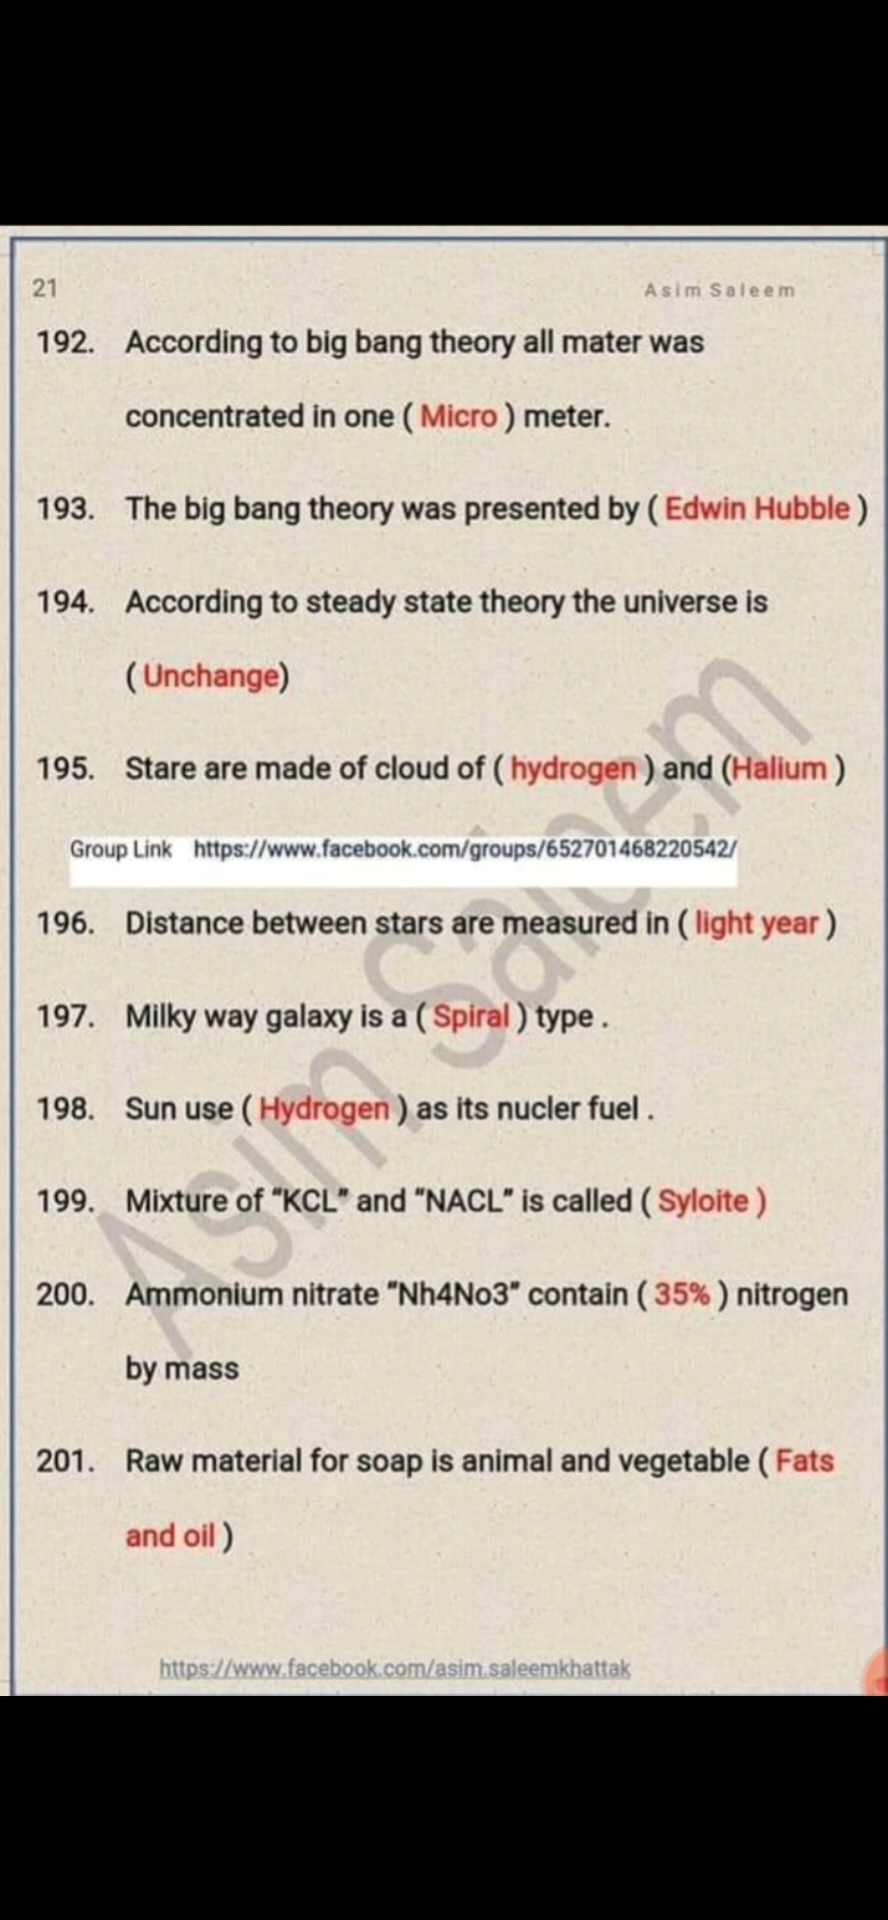 21
Asim Saleem
192. According to big bang theory all mater was
concentrated in one ( Micro ) meter.
193. The big bang theory was presented by ( Edwin Hubble )
194. According to steady state theory the universe is
( Unchange)
195. Stare are made of cloud of ( hydrogen ) and (Halium )
Group Link https://www.facebook.com/groups/652701468220542/
196. Distance between stars are measured in ( light year )
197. Milky way galaxy is a ( Spiral ) type .
198. Sun use ( Hydrogen ) as its nucler fuel .
199. Mixture of “KCL” and “NACL” is called ( Syloite )
200. Ammonium nitrate “Nh4No3” contain ( 35% ) nitrogen
by mass
201. Raw material for soap is animal and vegetable ( Fats
and oil )
https://www.facebook.com/asim.saleemkhattak
Asim Saleem